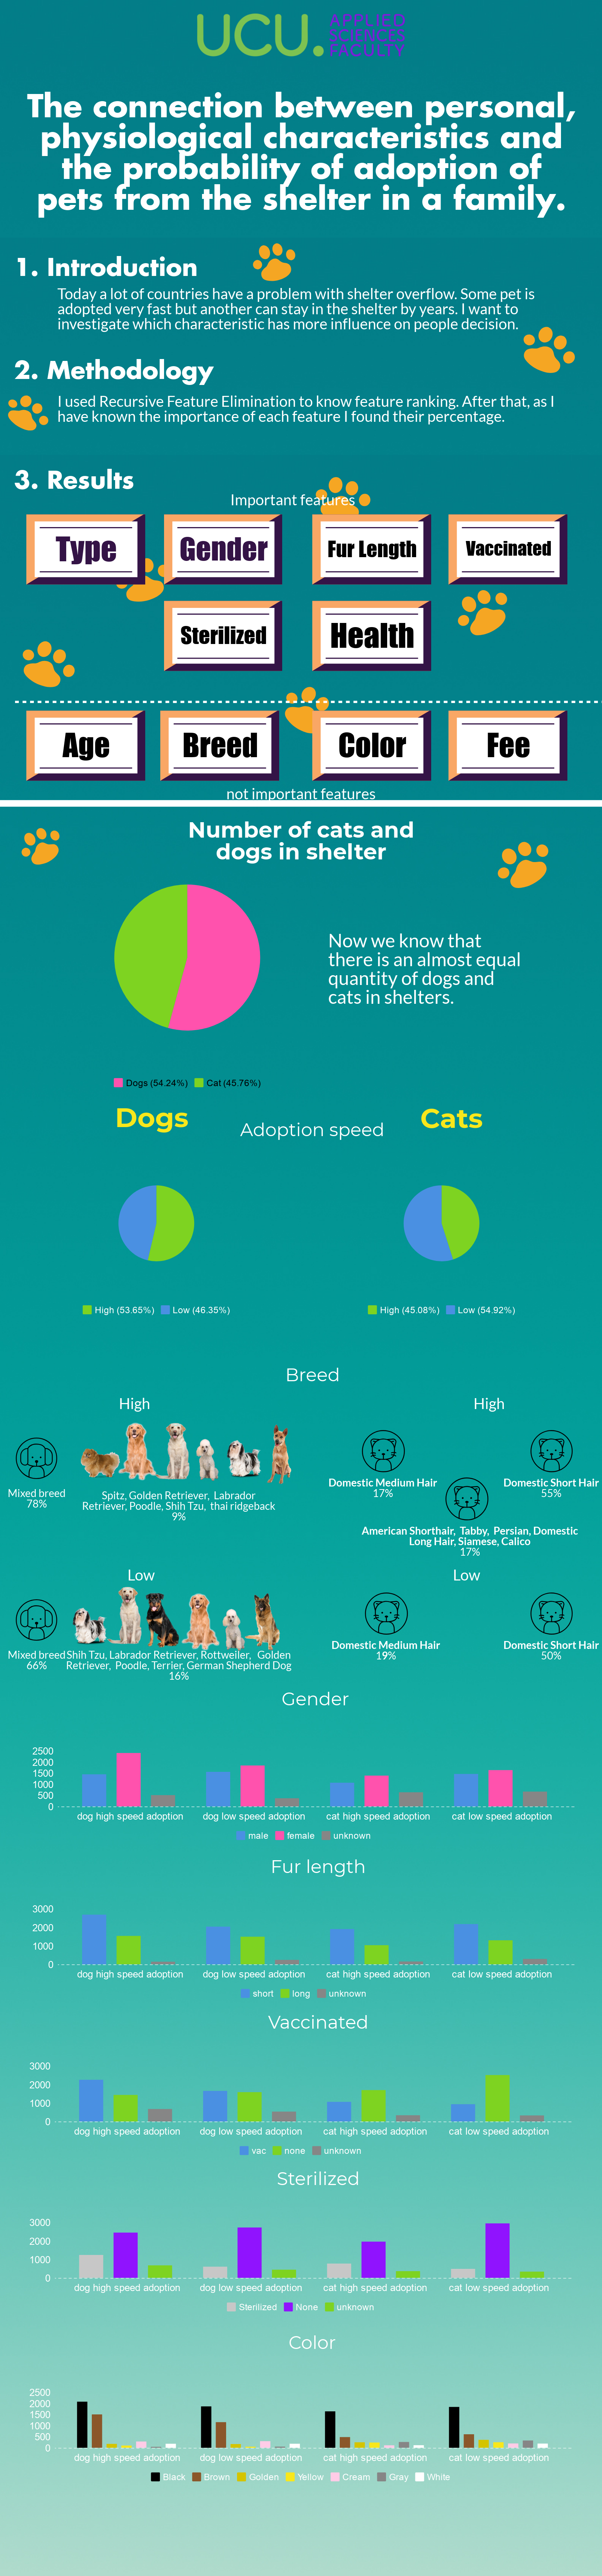 UCU. APPLIED
SCIENCES
FACULTY
The connection between personal,
physiological characteristics and
the probability of adoption of
pets from the shelter in a family.
1. Introduction
Today a lot of countries have a problem with shelter overflow. Some pet is
adopted very fast but another can stay in the shelter by years. I want to
investigate which characteristic has more influence on people decision.
2. Methodology
I used Recursive Feature Elimination to know feature ranking. After that, as I
have known the importance of each feature I found their percentage.
3. Results
Important features
Type Gender Fur Length Vaccinated
Sterilized Health
Age Breed Color Fee
not important features
Number of cats and
dogs in shelter
Now we know that
there is an almost equal
quantity of dogs and
cats in shelters.
Dogs (54.24%) Cat (45.76%)
Dogs Adoption speed Cats
High (53.65%) Low (46.35%)
High (45.08%) Low (54.92%)
Breed
High
Mixed breed
78%
Spitz, Golden Retriever, Labrador
Retriever, Poodle, Shih Tzu, thai ridgeback
9%
High
Domestic Medium Hair
17%
Domestic Short Hair
55%
American Shorthair, Tabby, Persian, Domestic
Long Hair, Siamese, Calico
17%
Low
Mixed breed
66%
Shih Tzu, Labrador Retriever, Rottweiler, Golden
Retriever, Poodle, Terrier, German Shepherd Dog
16%
Low
Domestic Medium Hair
19%
Domestic Short Hair
50%
Gender
2500
2000
1500
1000
500
0
dog high speed adoption dog low speed adoption cat high speed adoption cat low speed adoption
male female unknown
Fur length
3000
2000
1000
0
dog high speed adoption dog low speed adoption cat high speed adoption cat low speed adoption
short long unknown
Vaccinated
3000
2000
1000
0
dog high speed adoption dog low speed adoption cat high speed adoption cat low speed adoption
vac none unknown
Sterilized
3000
2000
1000
0
dog high speed adoption dog low speed adoption cat high speed adoption cat low speed adoption
Sterilized None unknown
Color
2500
2000
1500
1000
500
0
dog high speed adoption dog low speed adoption cat high speed adoption cat low speed adoption
Black Brown Golden Yellow Cream Gray White